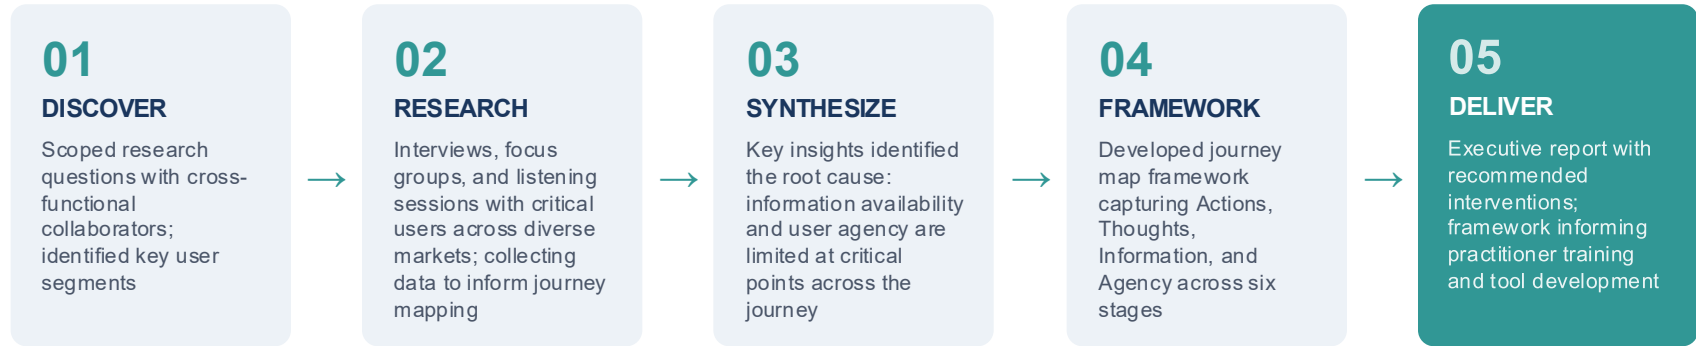 01
DISCOVER
Scoped research
questions with cross-
functional
collaborators;
identified key user
segments
→
02
RESEARCH
Interviews, focus
groups, and listening
sessions with critical
users across diverse
markets; collecting
data to inform journey
mapping
→
03
SYNTHESIZE
Key insights identified
the root cause:
information availability
and user agency are
limited at critical
points across the
journey
→
04
FRAMEWORK
Developed journey
map framework
capturing Actions,
Thoughts,
Information, and
Agency across six
stages
→
05
DELIVER
Executive report with
recommended
interventions;
framework informing
practitioner training
and tool development